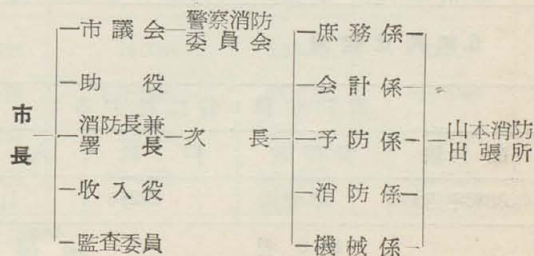 市長
市議会
警察消防
委員会
助役
消防長兼
署長
次長
収入役
監査委員
庶務係
会計係
予防係
消防係
機械係
山本消防
出張所